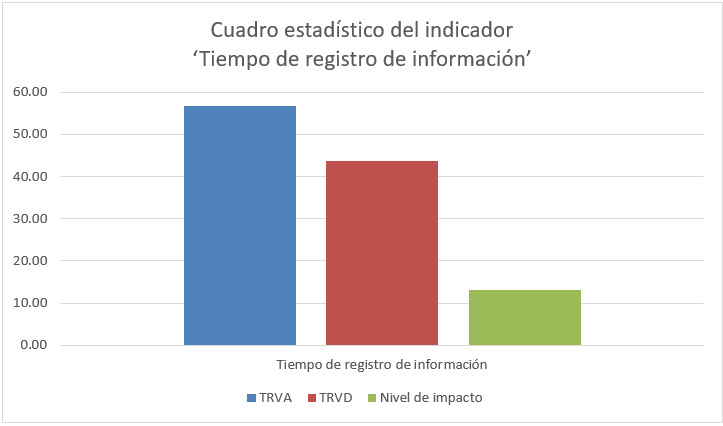 Cuadro estadístico del indicador
‘Tiempo de registro de información’
60.00
50.00
40.00
30.00
20.00
10.00
0.00
Tiempo de registro de información
TRVA TRVD Nivel de impacto